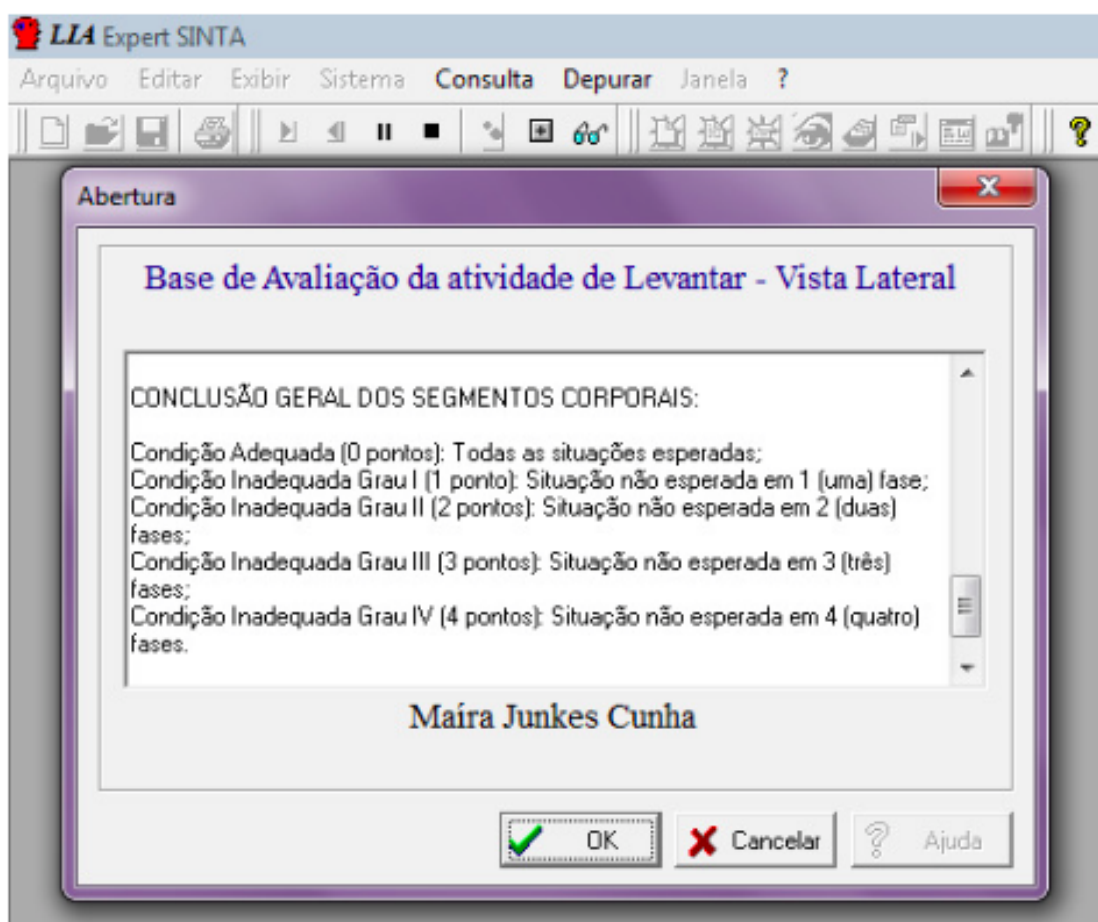 LIA Expert SINTA
Arquivo Editar Exibir Sistema Consulta Depurar Janela ?
Abertura
Base de Avaliação da atividade de Levantar - Vista Lateral
CONCLUSÃO GERAL DOS SEGMENTOS CORPORAIS:
Condição Adequada (0 pontos): Todas as situações esperadas;
Condição Inadequada Grau I (1 ponto): Situação não esperada em 1 (uma) fase;
Condição Inadequada Grau II (2 pontos): Situação não esperada em 2 (duas)
fases;
Condição Inadequada Grau III (3 pontos): Situação não esperada em 3 (três)
fases;
Condição Inadequada Grau IV (4 pontos): Situação não esperada em 4 (quatro)
fases.
Maíra Junkes Cunha
OK Cancelar ? Ajuda